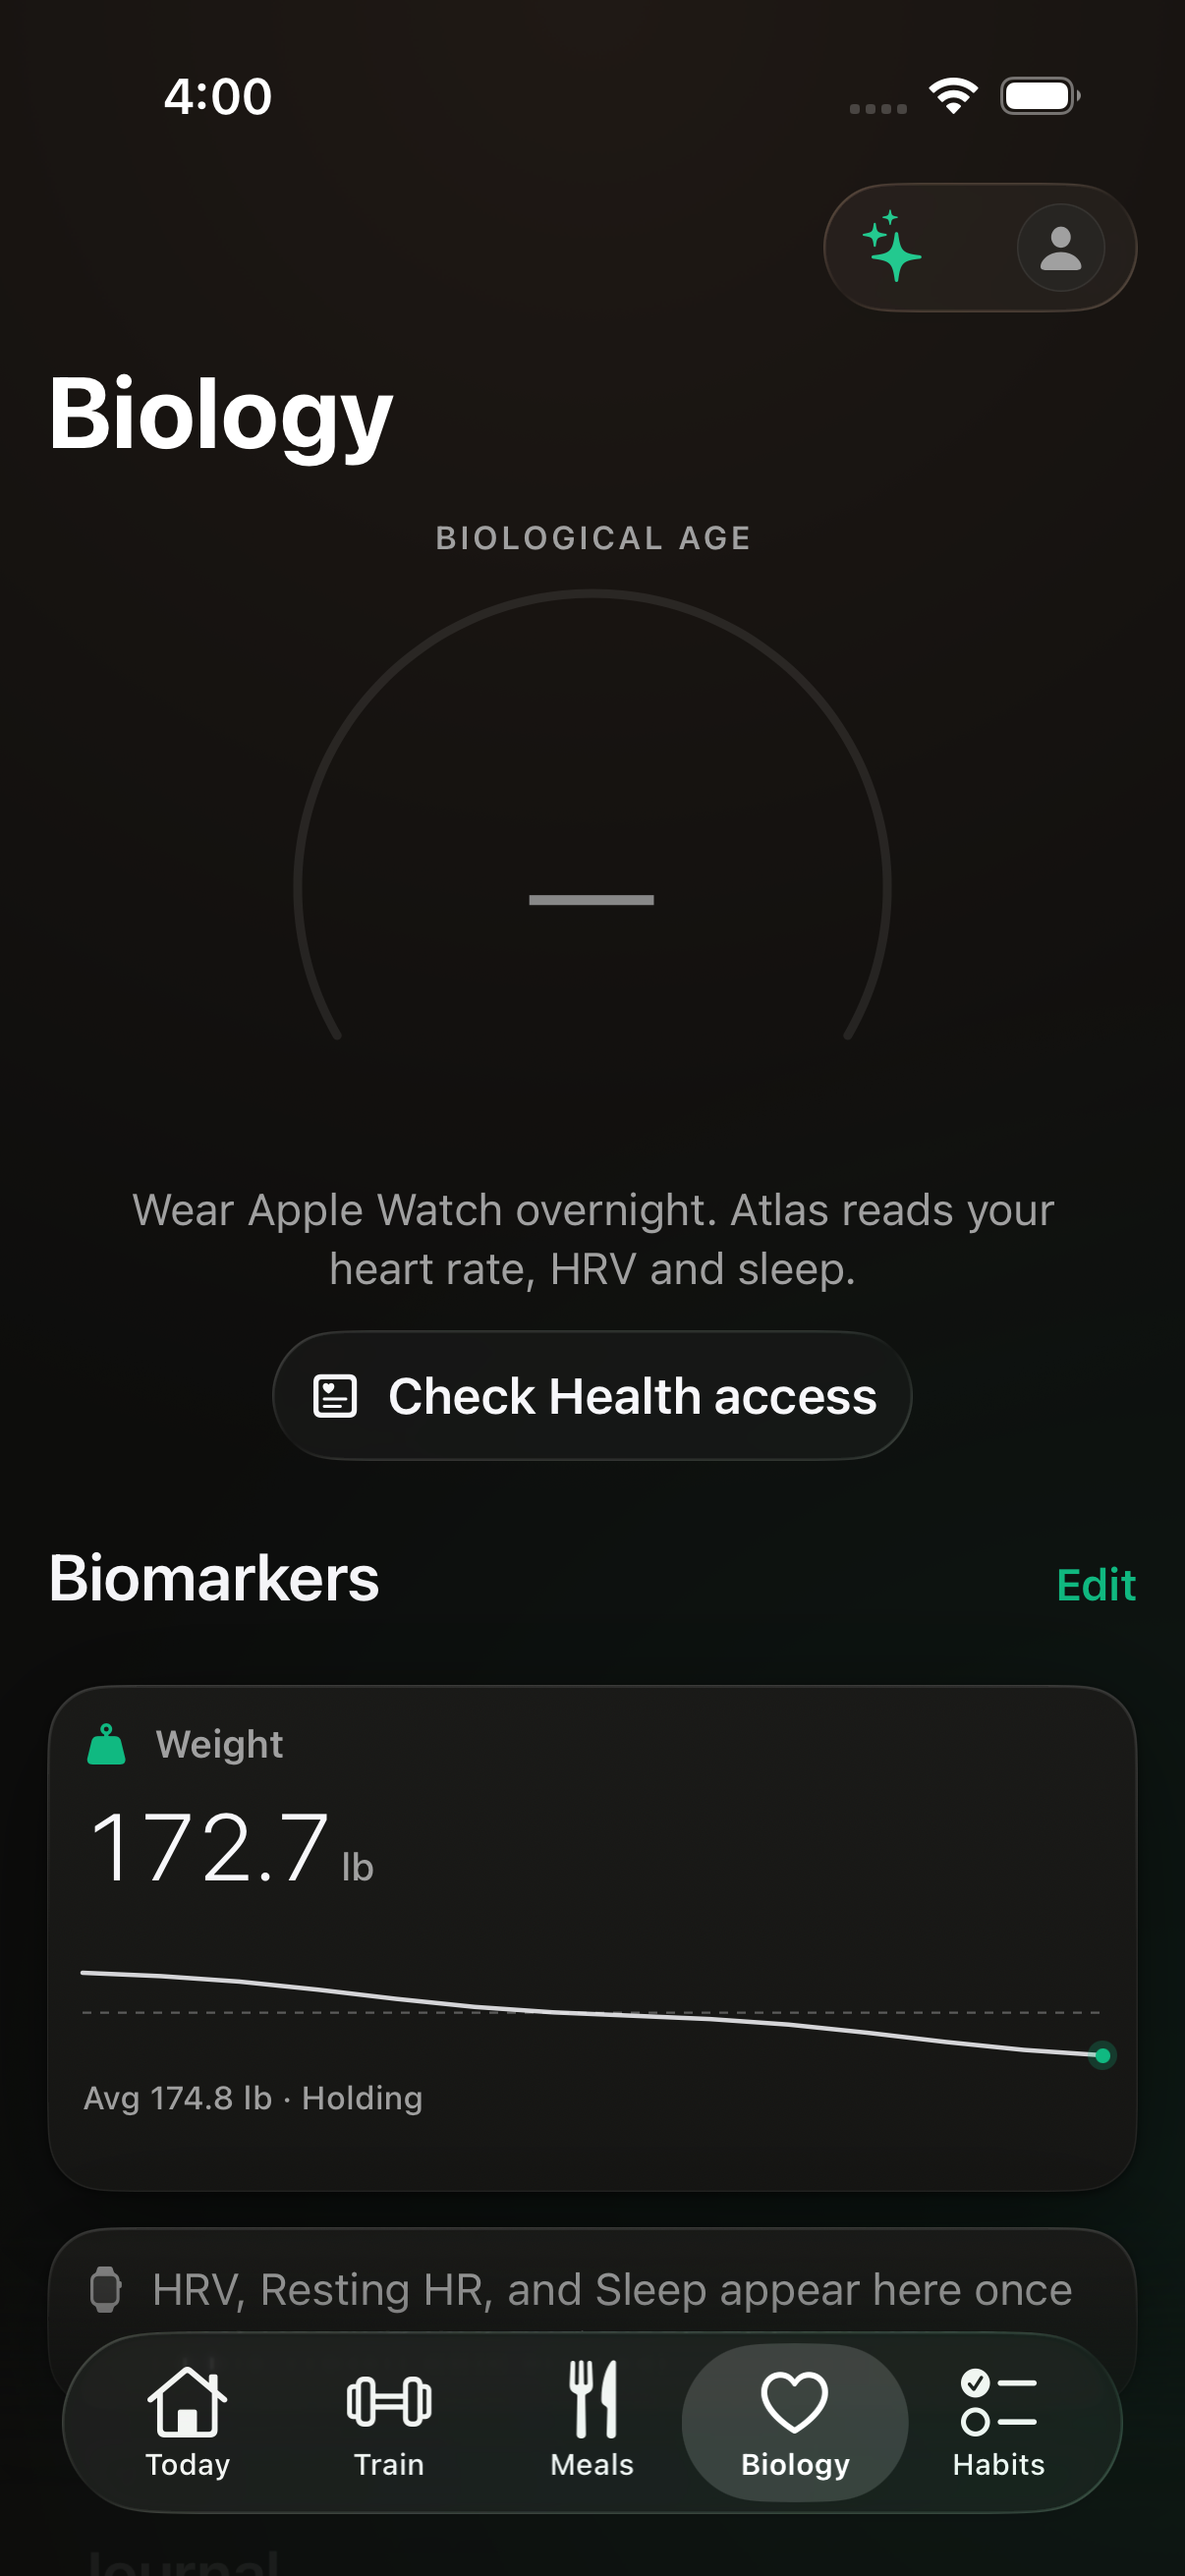 4:00
Biology
BIOLOGICAL AGE
—
Wear Apple Watch overnight. Atlas reads your
heart rate, HRV and sleep.
Check Health access
Biomarkers
Edit
Weight
172.7 lb
Avg 174.8 lb · Holding
HRV, Resting HR, and Sleep appear here once
Today
Train
Meals
Biology
Habits
Journal